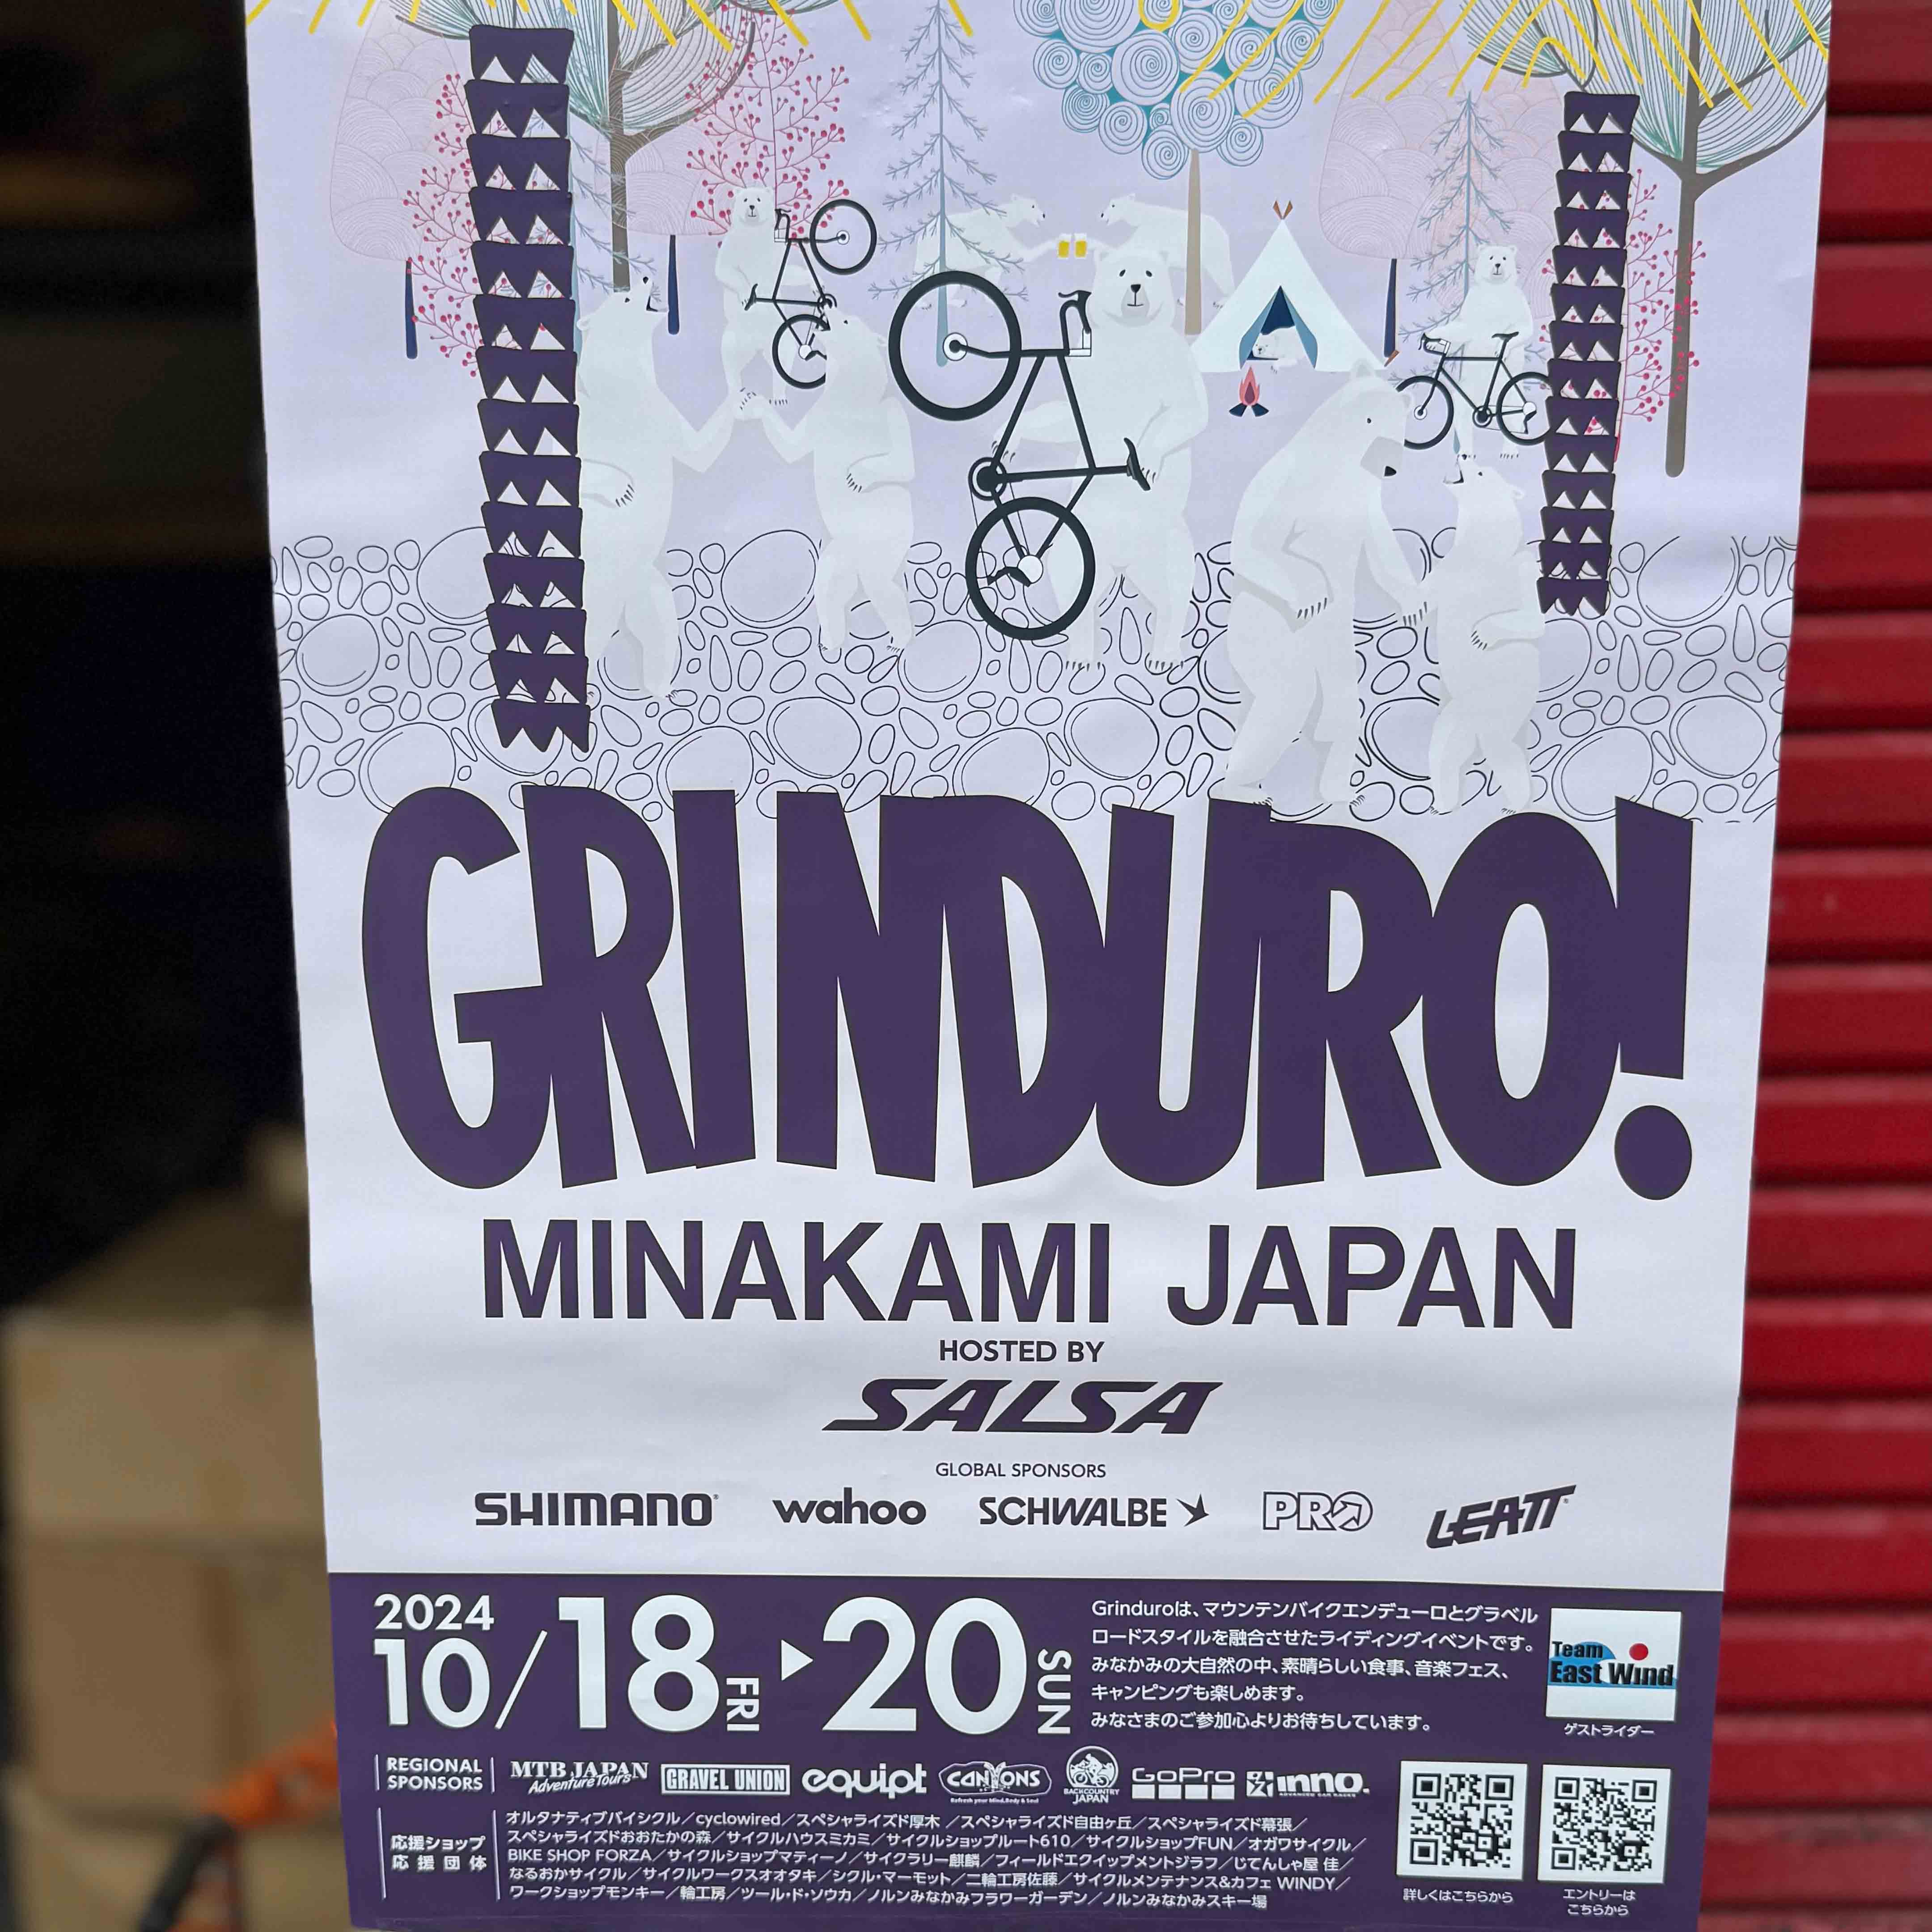 GRINDURO!
MINAKAMI JAPAN
HOSTED BY
SALSA
GLOBAL SPONSORS
SHIMANO wahoo SCHWALBE PRO LEATT
2024
10/18 FRI ▶ 20 SUN
Grinduroは、マウンテンバイクエンデューロとグラベル
ロードスタイルを融合させたライディングイベントです。
みなかみの大自然の中、素晴らしい食事、音楽フェス、
キャンピングも楽しめます。
みなさまのご参加心よりお待ちしています。
Team
East Wind
ゲストライダー
REGIONAL
SPONSORS
MTB JAPAN
Adventure Tours
GRAVEL UNION
equipt
CANYONS
Refresh your Mind,Body & Soul
BACKCOUNTRY
JAPAN
GoPro
inno.
ADVANCED CAR RACKS
応援ショップ
応援団体
オルタナティブバイシクル／cyclowired／スペシャライズド厚木／スペシャライズド自由ヶ丘／スペシャライズド幕張／
スペシャライズドおおたかの森／サイクルハウスミカミ／サイクルショップルート610／サイクルショップFUN／オガワサイクル／
BIKE SHOP FORZA／サイクルショップマティーノ／サイクラリー麒麟／フィールドエクイップメントジラフ／じてんしゃ屋 佳／
なるおかサイクル／サイクルワークスオオタキ／シクル・マーモット／二輪工房佐藤／サイクルメンテナンス&カフェ WINDY／
ワークショップモンキー／輪工房／ツール・ド・ソウカ／ノルンみなかみフラワーガーデン／ノルンみなかみスキー場
詳しくはこちらから
エントリーは
こちらから